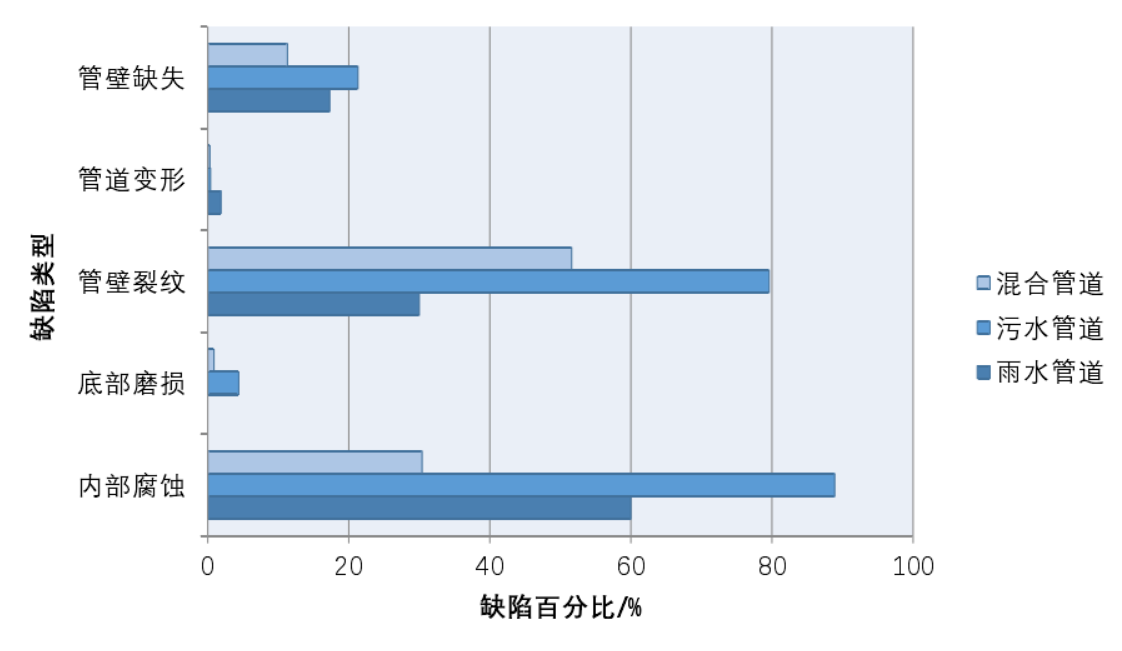 管壁缺失
管道变形
管壁裂纹
底部磨损
内部腐蚀
缺陷类型
0 20 40 60 80 100
缺陷百分比/%
混合管道
污水管道
雨水管道